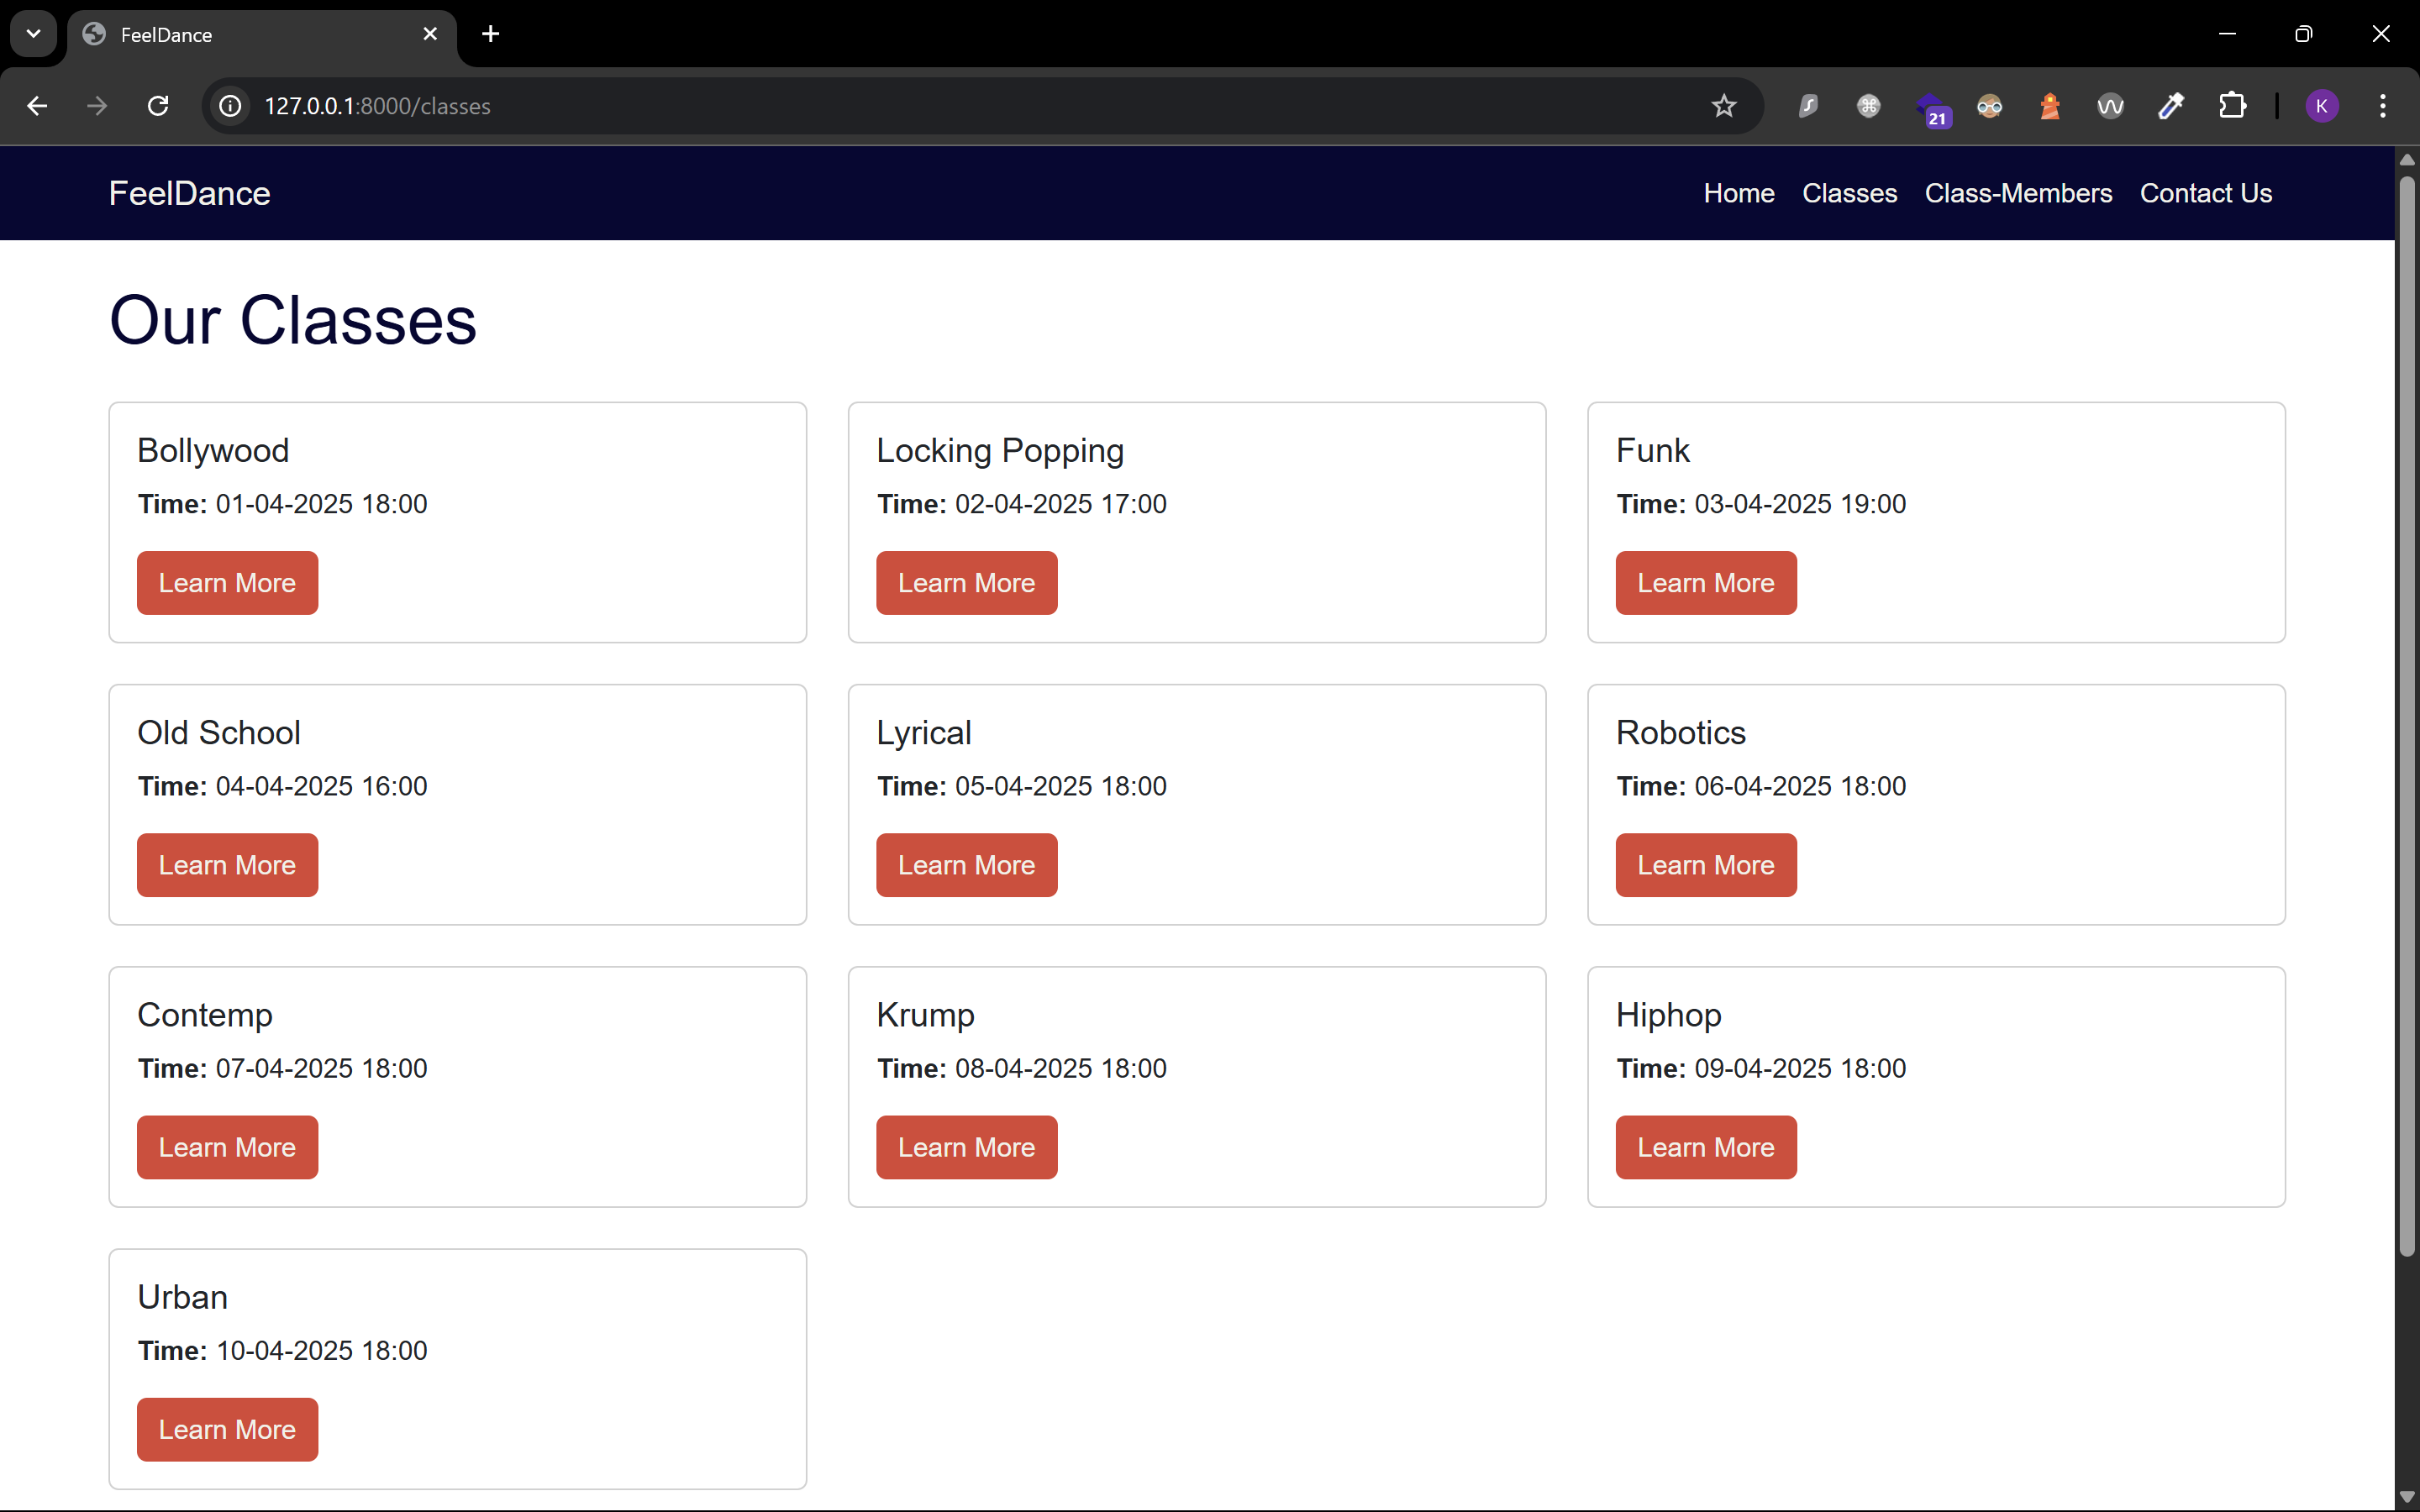 FeelDance
127.0.0.1:8000/classes
21
K
FeelDance
Home Classes Class-Members Contact Us
Our Classes
Bollywood
Time: 01-04-2025 18:00
Learn More
Locking Popping
Time: 02-04-2025 17:00
Learn More
Funk
Time: 03-04-2025 19:00
Learn More
Old School
Time: 04-04-2025 16:00
Learn More
Lyrical
Time: 05-04-2025 18:00
Learn More
Robotics
Time: 06-04-2025 18:00
Learn More
Contemp
Time: 07-04-2025 18:00
Learn More
Krump
Time: 08-04-2025 18:00
Learn More
Hiphop
Time: 09-04-2025 18:00
Learn More
Urban
Time: 10-04-2025 18:00
Learn More